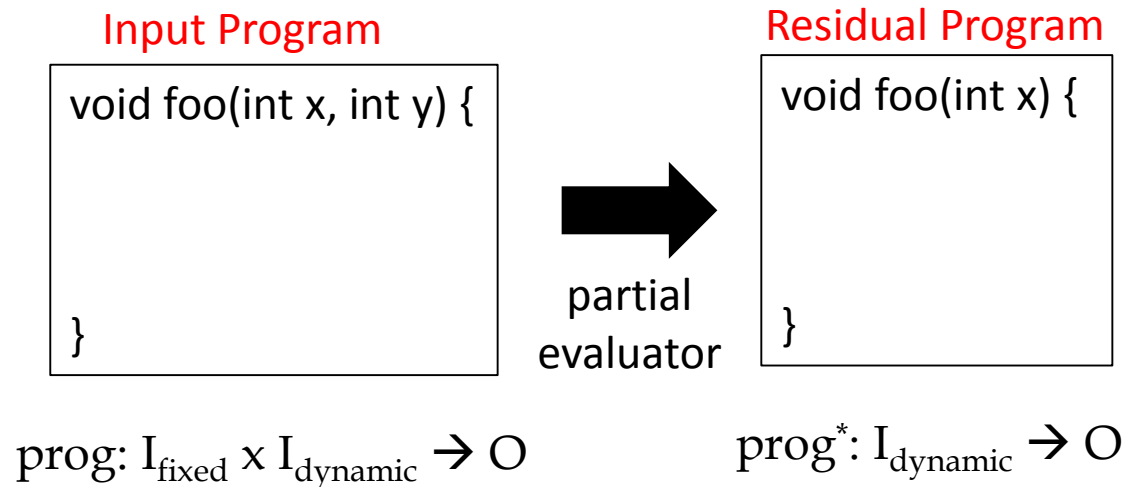 Input Program
void foo(int x, int y) {
}
partial
evaluator
Residual Program
void foo(int x) {
}
prog: I_fixed x I_dynamic → O
prog*: I_dynamic → O